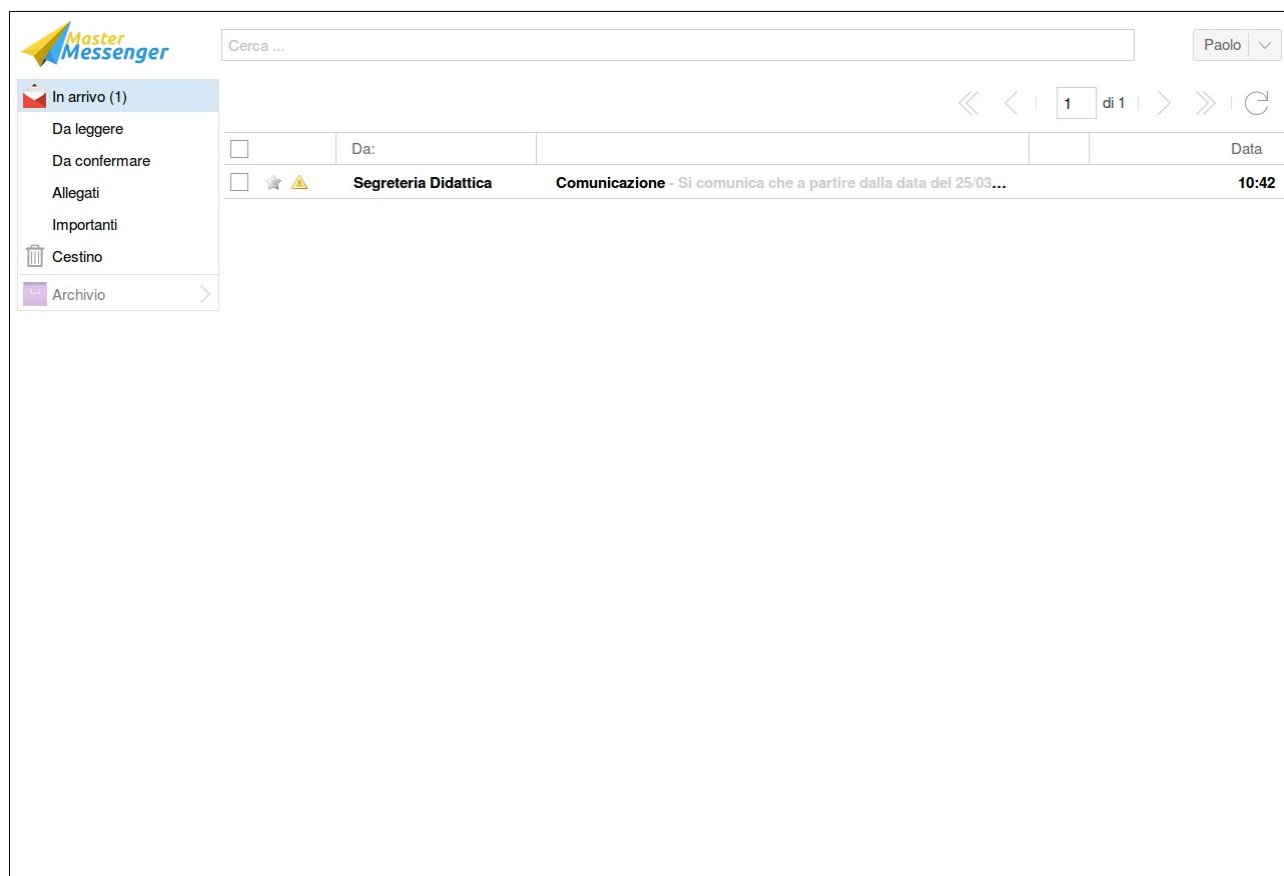 Master
Messenger
Cerca ...
Paolo
In arrivo (1)
Da leggere
Da confermare
Allegati
Importanti
Cestino
Archivio
1 di 1
Da: Data
Segreteria Didattica Comunicazione - Si comunica che a partire dalla data del 25/03... 10:42